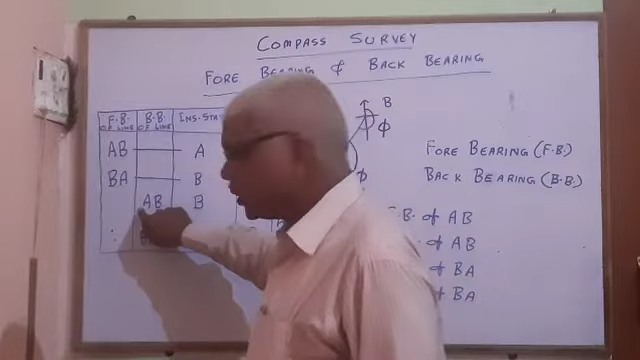 COMPASS SURVEY
FORE BEARING & BACK BEARING
F.B. OF LINE B.B. OF LINE INS.STA
AB A
BA B
AB B
B
φ
FORE BEARING (F.B.)
BACK BEARING (B.B.)
.B. of AB
of AB
of BA
of BA